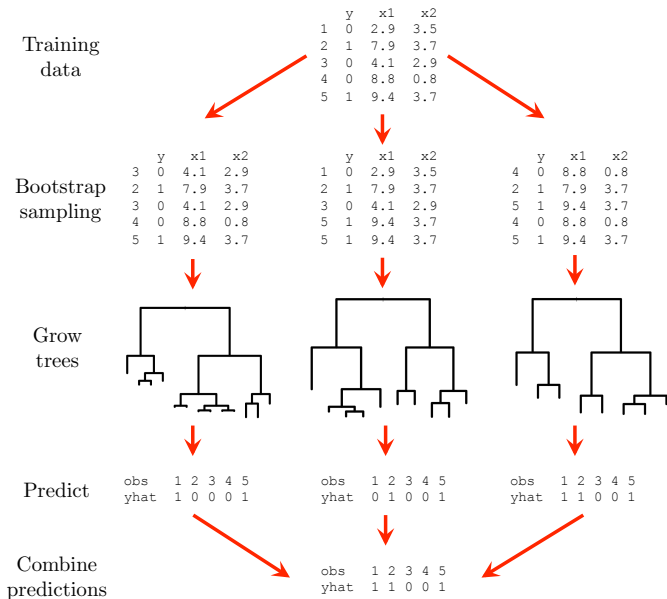 Training
data
y x1 x2
1 0 2.9 3.5
2 1 7.9 3.7
3 0 4.1 2.9
4 0 8.8 0.8
5 1 9.4 3.7
Bootstrap
sampling
y x1 x2
3 0 4.1 2.9
2 1 7.9 3.7
3 0 4.1 2.9
4 0 8.8 0.8
5 1 9.4 3.7
y x1 x2
1 0 2.9 3.5
2 1 7.9 3.7
3 0 4.1 2.9
5 1 9.4 3.7
5 1 9.4 3.7
y x1 x2
4 0 8.8 0.8
2 1 7.9 3.7
5 1 9.4 3.7
4 0 8.8 0.8
5 1 9.4 3.7
Grow
trees
Predict
obs 1 2 3 4 5
yhat 1 0 0 0 1
obs 1 2 3 4 5
yhat 0 1 0 0 1
obs 1 2 3 4 5
yhat 1 1 0 0 1
Combine
predictions
obs 1 2 3 4 5
yhat 1 1 0 0 1